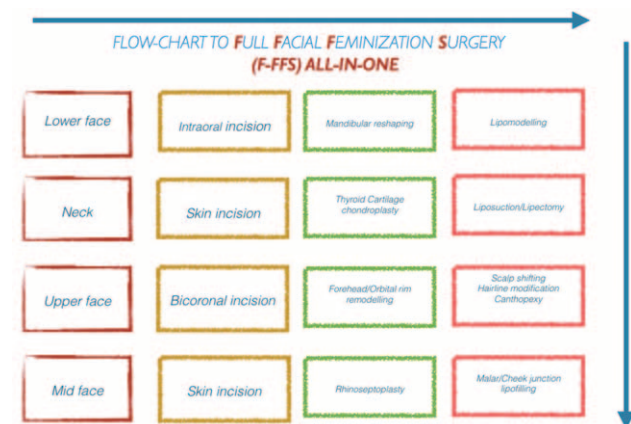 FLOW-CHART TO FULL FACIAL FEMINIZATION SURGERY
(F-FFS) ALL-IN-ONE
Lower face
Intraoral incision
Mandibular reshaping
Lipomodelling
Neck
Skin incision
Thyroid Cartilage
chondroplasty
Liposuction/Lipectomy
Upper face
Bicoronal incision
Forehead/Orbital rim
remodelling
Scalp shifting
Hairline modification
Canthopexy
Mid face
Skin incision
Rhinoseptoplasty
Malar/Cheek junction
lipofilling